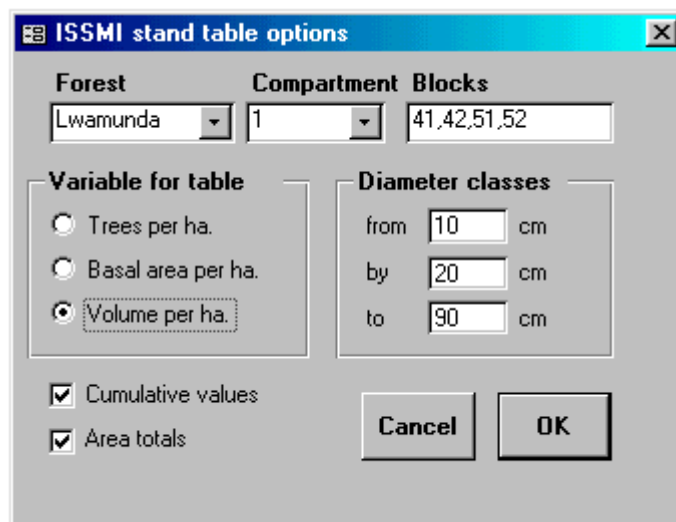 ISSMI stand table options
Forest Compartment Blocks
Lwamunda 1 41,42,51,52
Variable for table
Trees per ha.
Basal area per ha.
Volume per ha.
Diameter classes
from 10 cm
by 20 cm
to 90 cm
Cumulative values
Area totals
Cancel OK